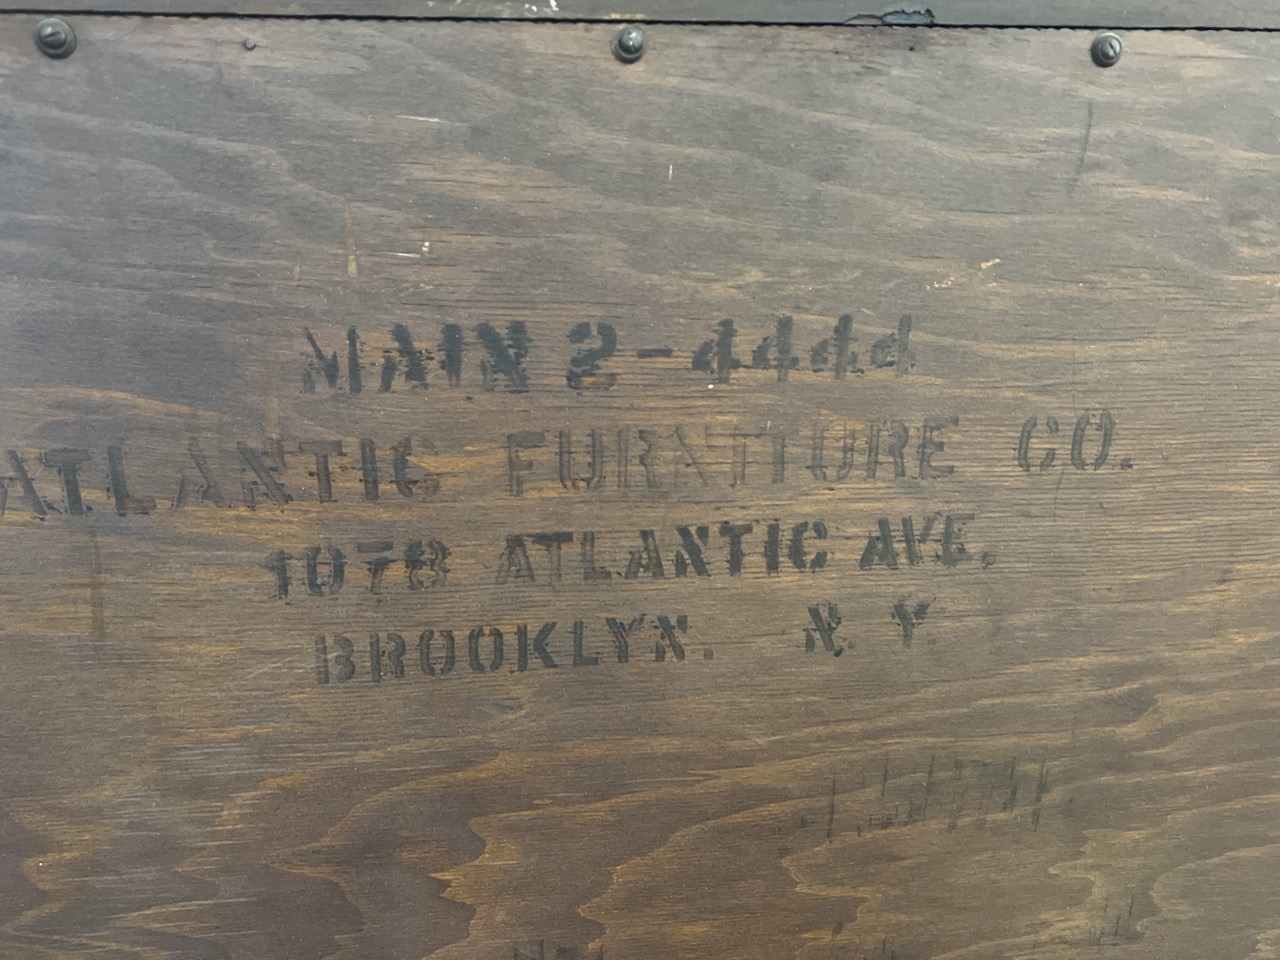 MAIN 2-4444
ATLANTIC FURNITURE CO.
1078 ATLANTIC AVE.
BROOKLYN. N. Y